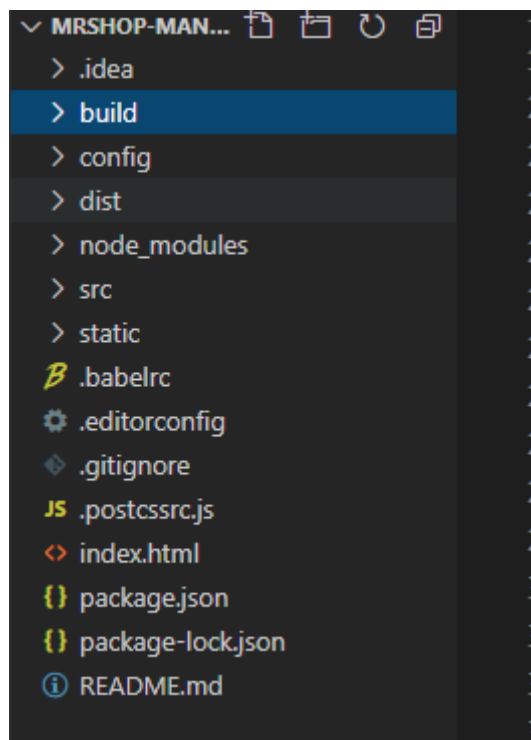 MRSHOP-MAN...
.idea
build
config
dist
node_modules
src
static
.babelrc
.editorconfig
.gitignore
JS .postcssrc.js
<> index.html
{} package.json
{} package-lock.json
README.md